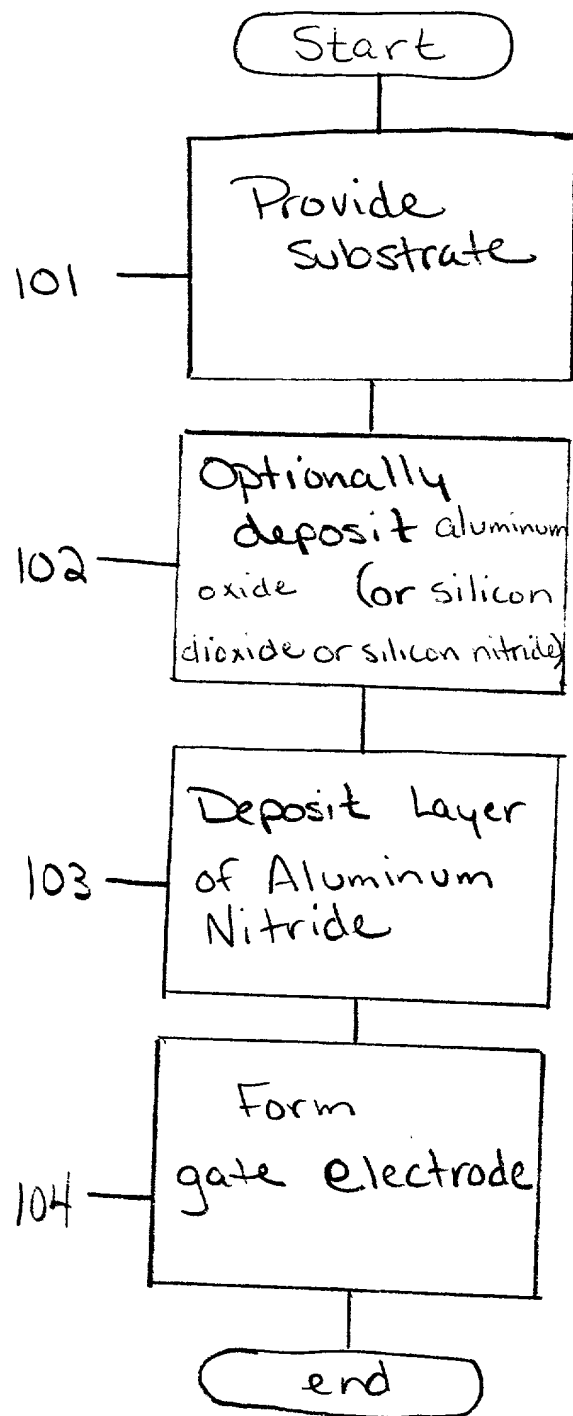 Start
101
Provide
substrate
102
Optionally
deposit aluminum
oxide (or silicon
dioxide or silicon nitride)
103
Deposit Layer
of Aluminum
Nitride
104
Form
gate electrode
end